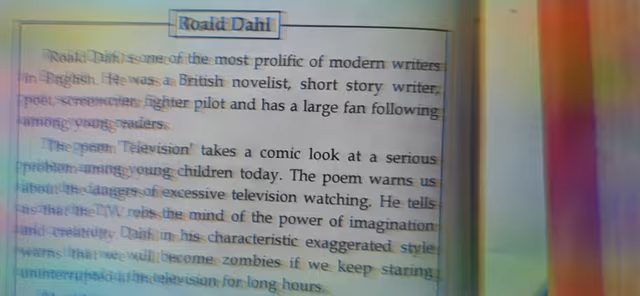 Roald Dahl
Roald Dahl is one of the most prolific of modern writers
in English. He was a British novelist, short story writer,
poet, screenwriter, fighter pilot and has a large fan following
among young readers.
The poem 'Television' takes a comic look at a serious
problem among young children today. The poem warns us
about the dangers of excessive television watching. He tells
us that the TV robs the mind of the power of imagination
and creativity. Dahl in his characteristic exaggerated style
warns that we will become zombies if we keep staring
uninterrupted at the television for long hours.